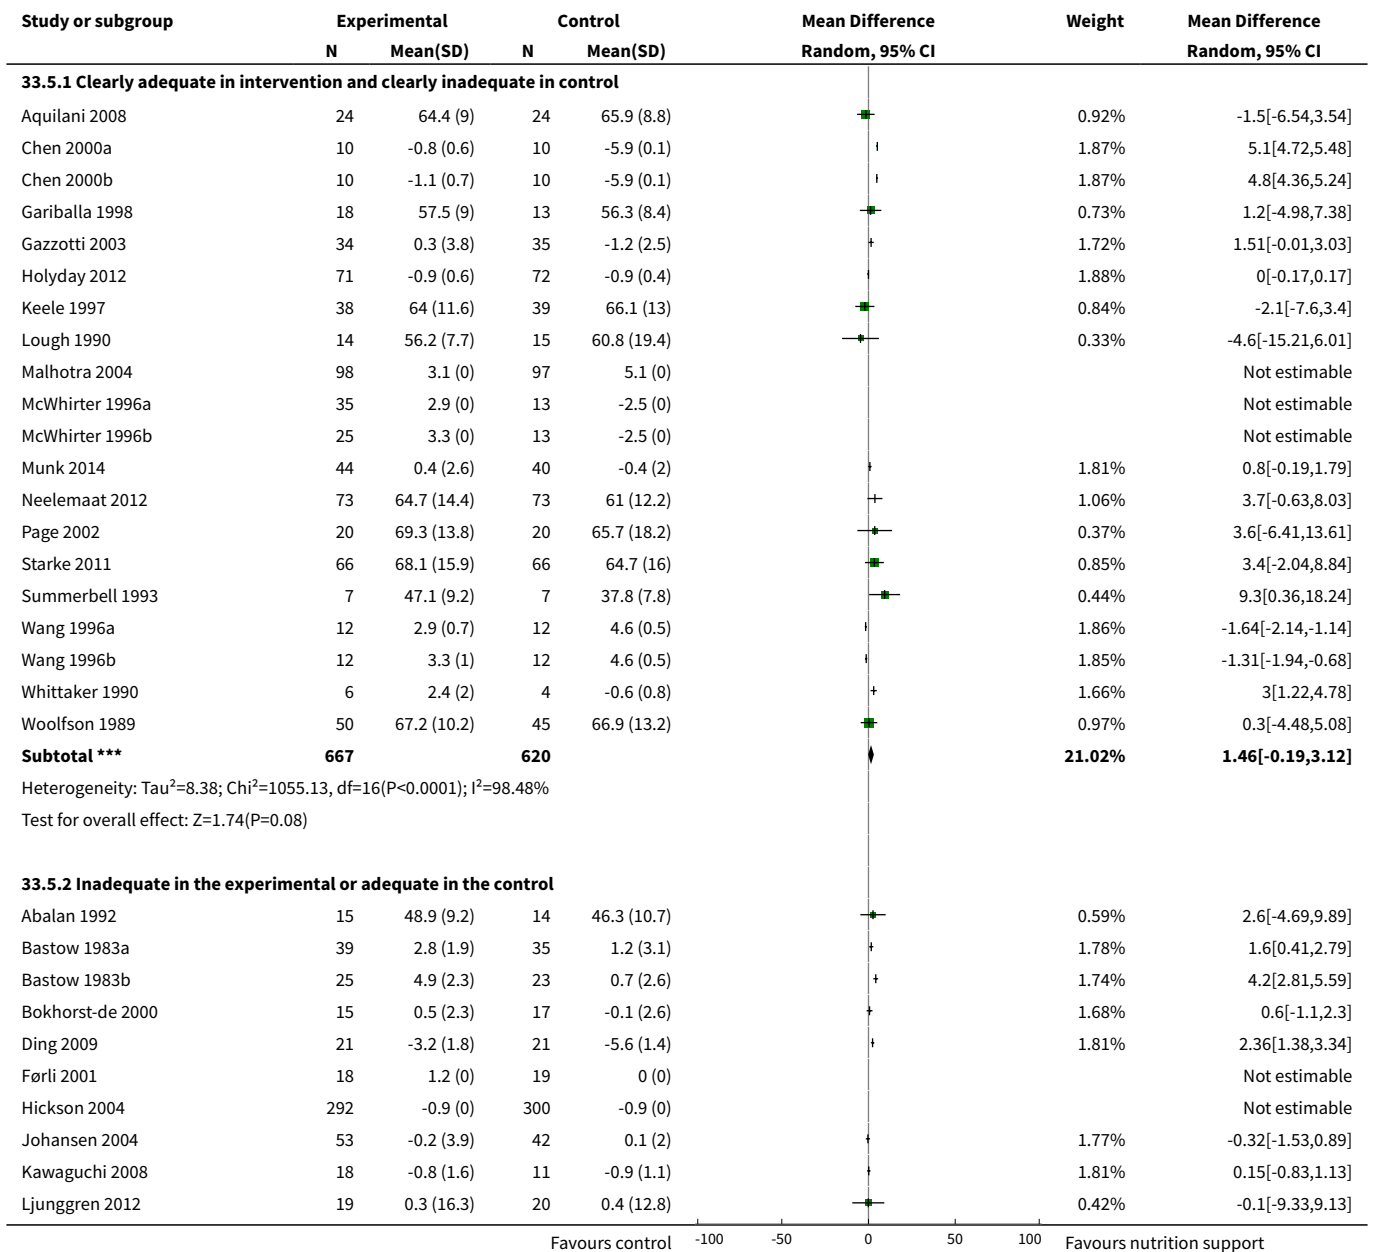 Study or subgroup Experimental Control Mean Difference Weight Mean Difference
N Mean(SD) N Mean(SD) Random, 95% CI Random, 95% CI
33.5.1 Clearly adequate in intervention and clearly inadequate in control
Aquilani 2008 24 64.4 (9) 24 65.9 (8.8) 0.92% -1.5[-6.54,3.54]
Chen 2000a 10 -0.8 (0.6) 10 -5.9 (0.1) 1.87% 5.1[4.72,5.48]
Chen 2000b 10 -1.1 (0.7) 10 -5.9 (0.1) 1.87% 4.8[4.36,5.24]
Gariballa 1998 18 57.5 (9) 13 56.3 (8.4) 0.73% 1.2[-4.98,7.38]
Gazzotti 2003 34 0.3 (3.8) 35 -1.2 (2.5) 1.72% 1.51[-0.01,3.03]
Holyday 2012 71 -0.9 (0.6) 72 -0.9 (0.4) 1.88% 0[-0.17,0.17]
Keele 1997 38 64 (11.6) 39 66.1 (13) 0.84% -2.1[-7.6,3.4]
Lough 1990 14 56.2 (7.7) 15 60.8 (19.4) 0.33% -4.6[-15.21,6.01]
Malhotra 2004 98 3.1 (0) 97 5.1 (0) Not estimable
McWhirter 1996a 35 2.9 (0) 13 -2.5 (0) Not estimable
McWhirter 1996b 25 3.3 (0) 13 -2.5 (0) Not estimable
Munk 2014 44 0.4 (2.6) 40 -0.4 (2) 1.81% 0.8[-0.19,1.79]
Neelemaat 2012 73 64.7 (14.4) 73 61 (12.2) 1.06% 3.7[-0.63,8.03]
Page 2002 20 69.3 (13.8) 20 65.7 (18.2) 0.37% 3.6[-6.41,13.61]
Starke 2011 66 68.1 (15.9) 66 64.7 (16) 0.85% 3.4[-2.04,8.84]
Summerbell 1993 7 47.1 (9.2) 7 37.8 (7.8) 0.44% 9.3[0.36,18.24]
Wang 1996a 12 2.9 (0.7) 12 4.6 (0.5) 1.86% -1.64[-2.14,-1.14]
Wang 1996b 12 3.3 (1) 12 4.6 (0.5) 1.85% -1.31[-1.94,-0.68]
Whittaker 1990 6 2.4 (2) 4 -0.6 (0.8) 1.66% 3[1.22,4.78]
Woolfson 1989 50 67.2 (10.2) 45 66.9 (13.2) 0.97% 0.3[-4.48,5.08]
Subtotal *** 667 620 21.02% 1.46[-0.19,3.12]
Heterogeneity: Tau²=8.38; Chi²=1055.13, df=16(P<0.0001); I²=98.48%
Test for overall effect: Z=1.74(P=0.08)
33.5.2 Inadequate in the experimental or adequate in the control
Abalan 1992 15 48.9 (9.2) 14 46.3 (10.7) 0.59% 2.6[-4.69,9.89]
Bastow 1983a 39 2.8 (1.9) 35 1.2 (3.1) 1.78% 1.6[0.41,2.79]
Bastow 1983b 25 4.9 (2.3) 23 0.7 (2.6) 1.74% 4.2[2.81,5.59]
Bokhorst-de 2000 15 0.5 (2.3) 17 -0.1 (2.6) 1.68% 0.6[-1.1,2.3]
Ding 2009 21 -3.2 (1.8) 21 -5.6 (1.4) 1.81% 2.36[1.38,3.34]
Førli 2001 18 1.2 (0) 19 0 (0) Not estimable
Hickson 2004 292 -0.9 (0) 300 -0.9 (0) Not estimable
Johansen 2004 53 -0.2 (3.9) 42 0.1 (2) 1.77% -0.32[-1.53,0.89]
Kawaguchi 2008 18 -0.8 (1.6) 11 -0.9 (1.1) 1.81% 0.15[-0.83,1.13]
Ljunggren 2012 19 0.3 (16.3) 20 0.4 (12.8) 0.42% -0.1[-9.33,9.13]
Favours control -100 -50 0 50 100 Favours nutrition support